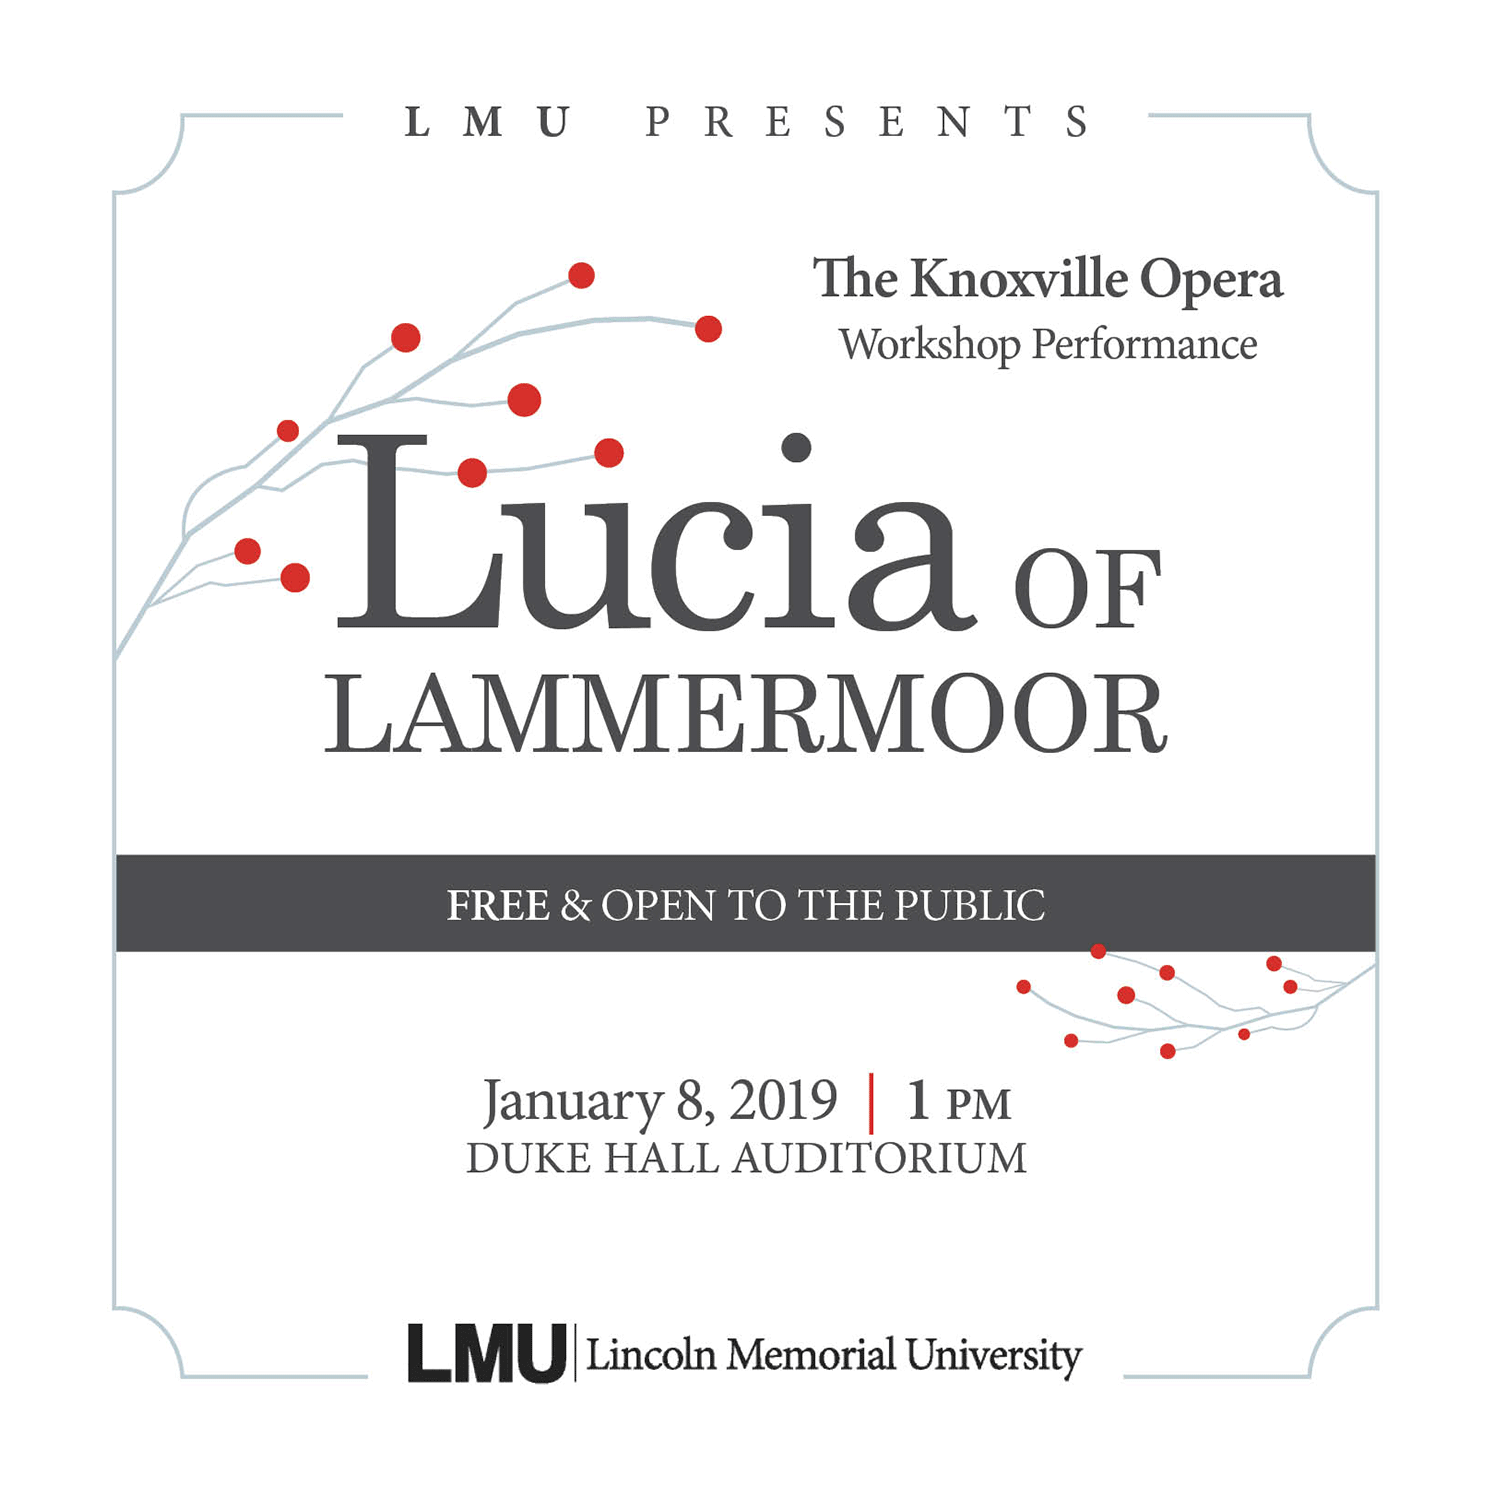 LMU PRESENTS
The Knoxville Opera
Workshop Performance
Lucia OF
LAMMERMOOR
FREE & OPEN TO THE PUBLIC
January 8, 2019 | 1 PM
DUKE HALL AUDITORIUM
LMU | Lincoln Memorial University